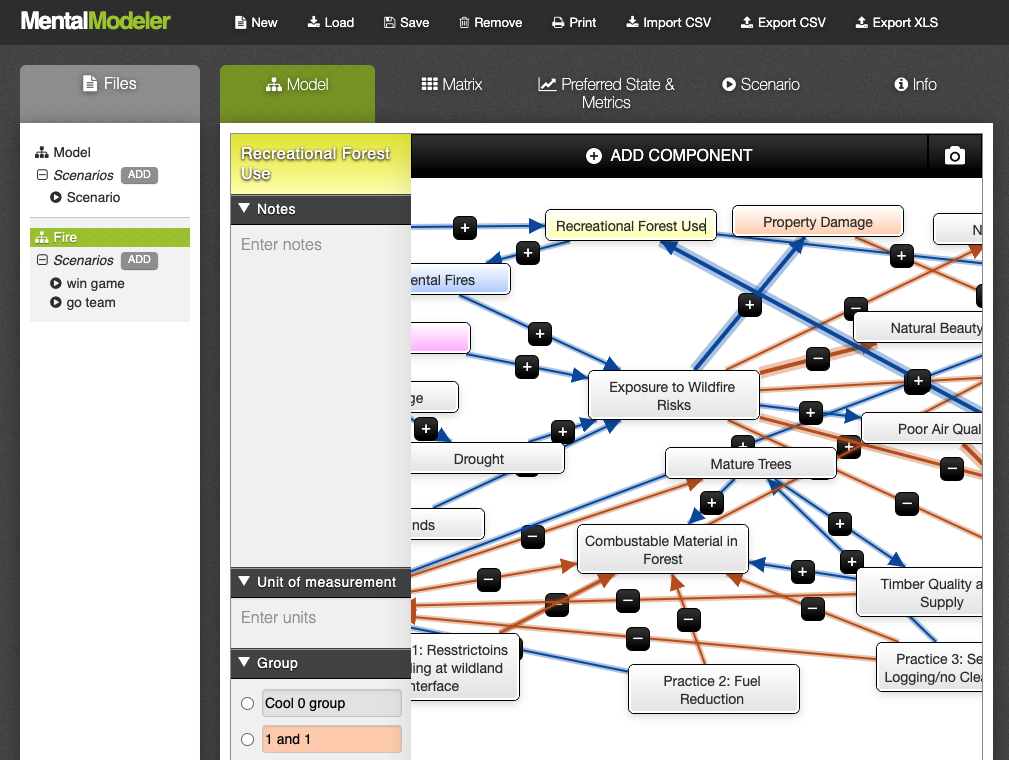 MentalModeler
New
Load
Save
Remove
Print
Import CSV
Export CSV
Export XLS
Files
Model
Matrix
Preferred State &
Metrics
Scenario
Info
Model
Scenarios
ADD
Scenario
Fire
Scenarios
ADD
win game
go team
Recreational Forest
Use
Notes
Enter notes
Unit of measurement
Enter units
Group
Cool 0 group
1 and 1
ADD COMPONENT
Recreational Forest Use
Property Damage
N
ental Fires
Natural Beauty
Exposure to Wildfire
Risks
ge
Poor Air Qual
Drought
Mature Trees
nds
Combustable Material in
Forest
Timber Quality a
Supply
1: Resstrictoins
ling at wildland
nterface
Practice 2: Fuel
Reduction
Practice 3: Se
Logging/no Clea